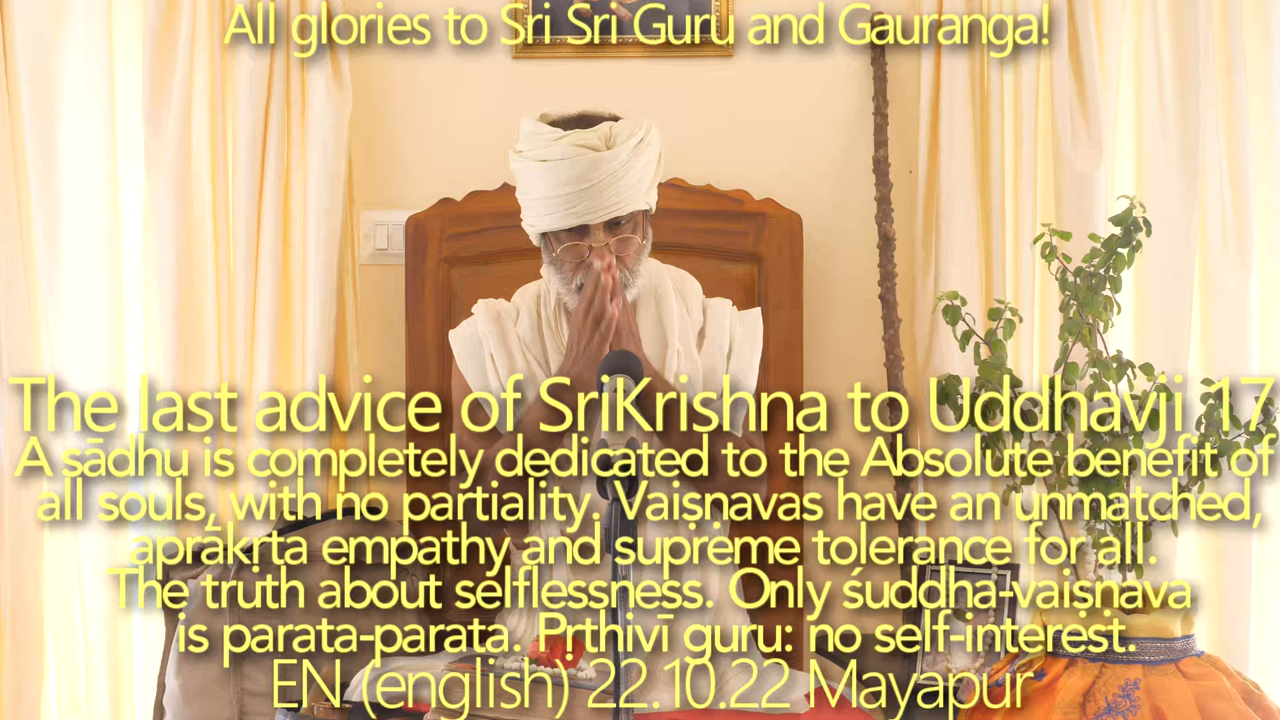 All glories to Sri Sri Guru and Gauranga!
The last advice of SriKrishna to Uddhavji 17
A sādhu is completely dedicated to the Absolute benefit of
all souls, with no partiality. Vaiṣṇavas have an unmatched,
aprākṛta empathy and supreme tolerance for all.
The truth about selflessness. Only śuddha-vaiṣṇava
is parata-parata. Pṛthivī guru: no self-interest.
EN (english) 22.10.22 Mayapur